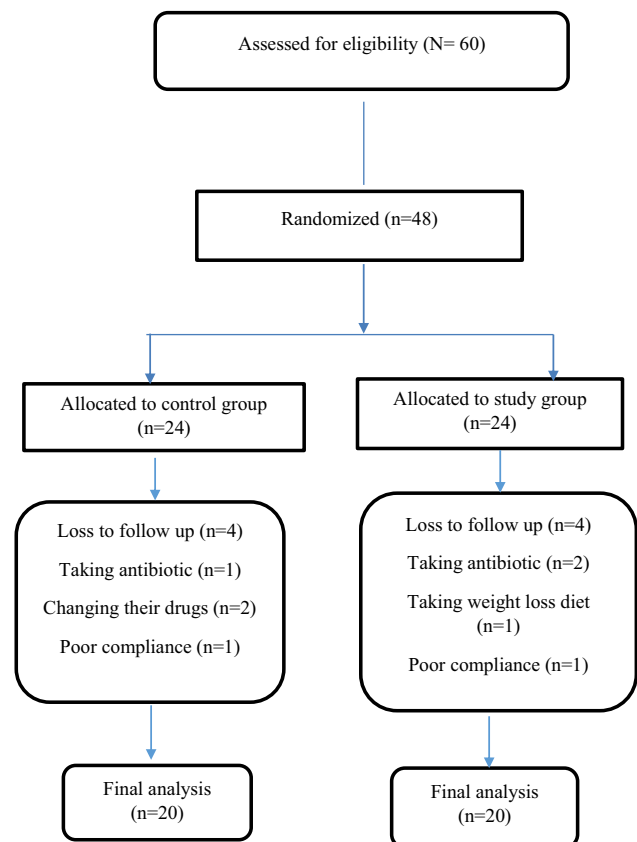 Assessed for eligibility (N= 60)
Randomized (n=48)
Allocated to control group
(n=24)
Allocated to study group
(n=24)
Loss to follow up (n=4)
Taking antibiotic (n=1)
Changing their drugs (n=2)
Poor compliance (n=1)
Loss to follow up (n=4)
Taking antibiotic (n=2)
Taking weight loss diet
(n=1)
Poor compliance (n=1)
Final analysis
(n=20)
Final analysis
(n=20)